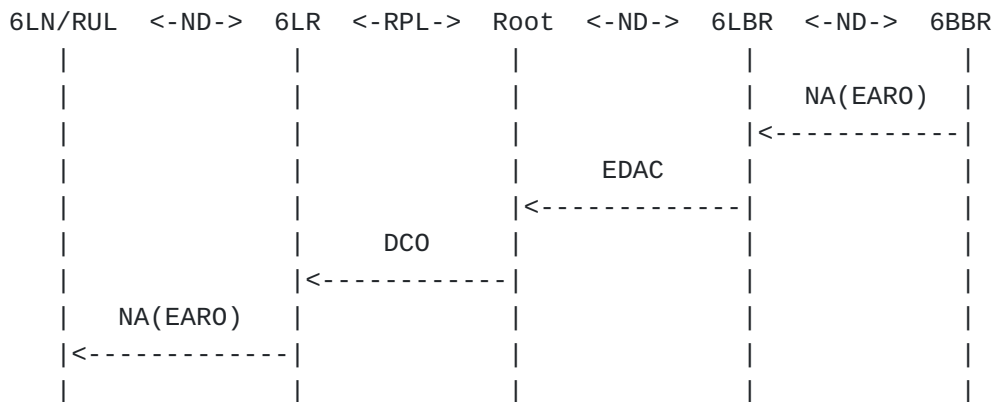 6LN/RUL <-ND-> 6LR <-RPL-> Root <-ND-> 6LBR <-ND-> 6BBR
NA(EARO)
EDAC
DCO
NA(EARO)